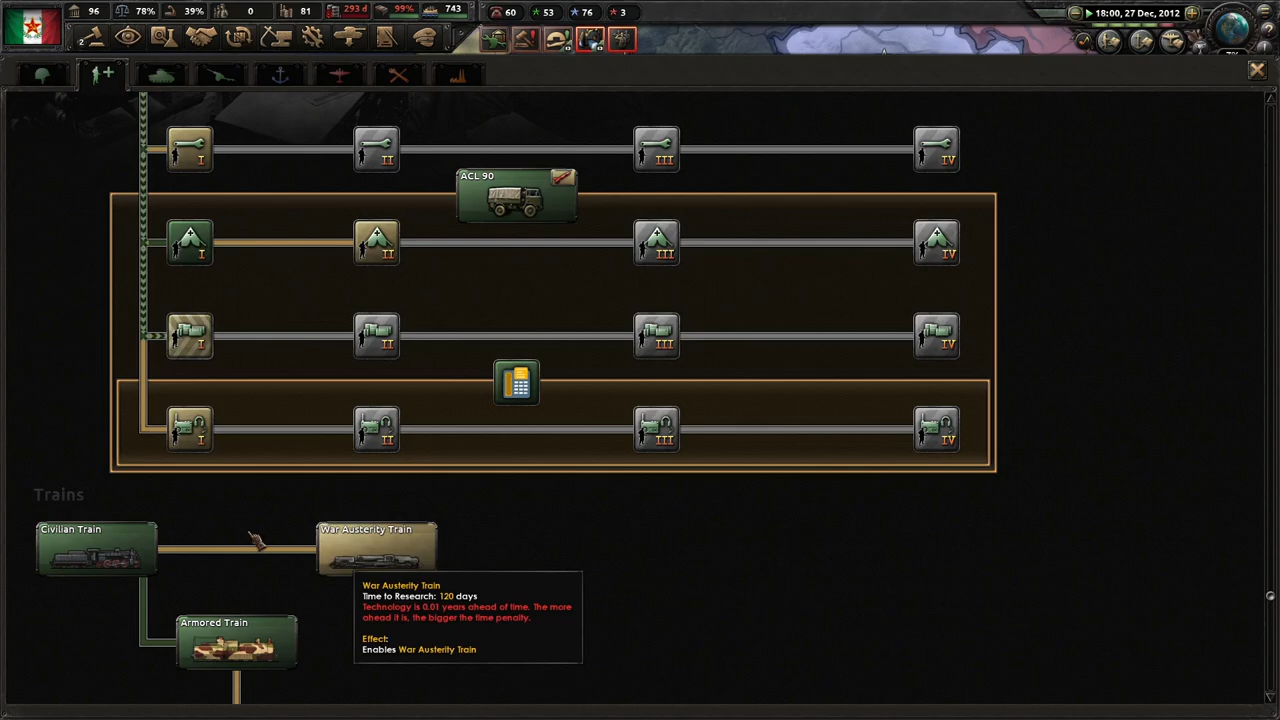 96 78% 39% 0 81 293 d 99% 743 60 53 76 3 18:00, 27 Dec, 2012
2
I II III IV
ACL 90
I II III IV
I II III IV
I II III IV
Trains
Civilian Train War Austerity Train
War Austerity Train
Time to Research: 120 days
Technology is 0.01 years ahead of time. The more
ahead it is, the bigger the time penalty.
Effect:
Enables War Austerity Train
Armored Train